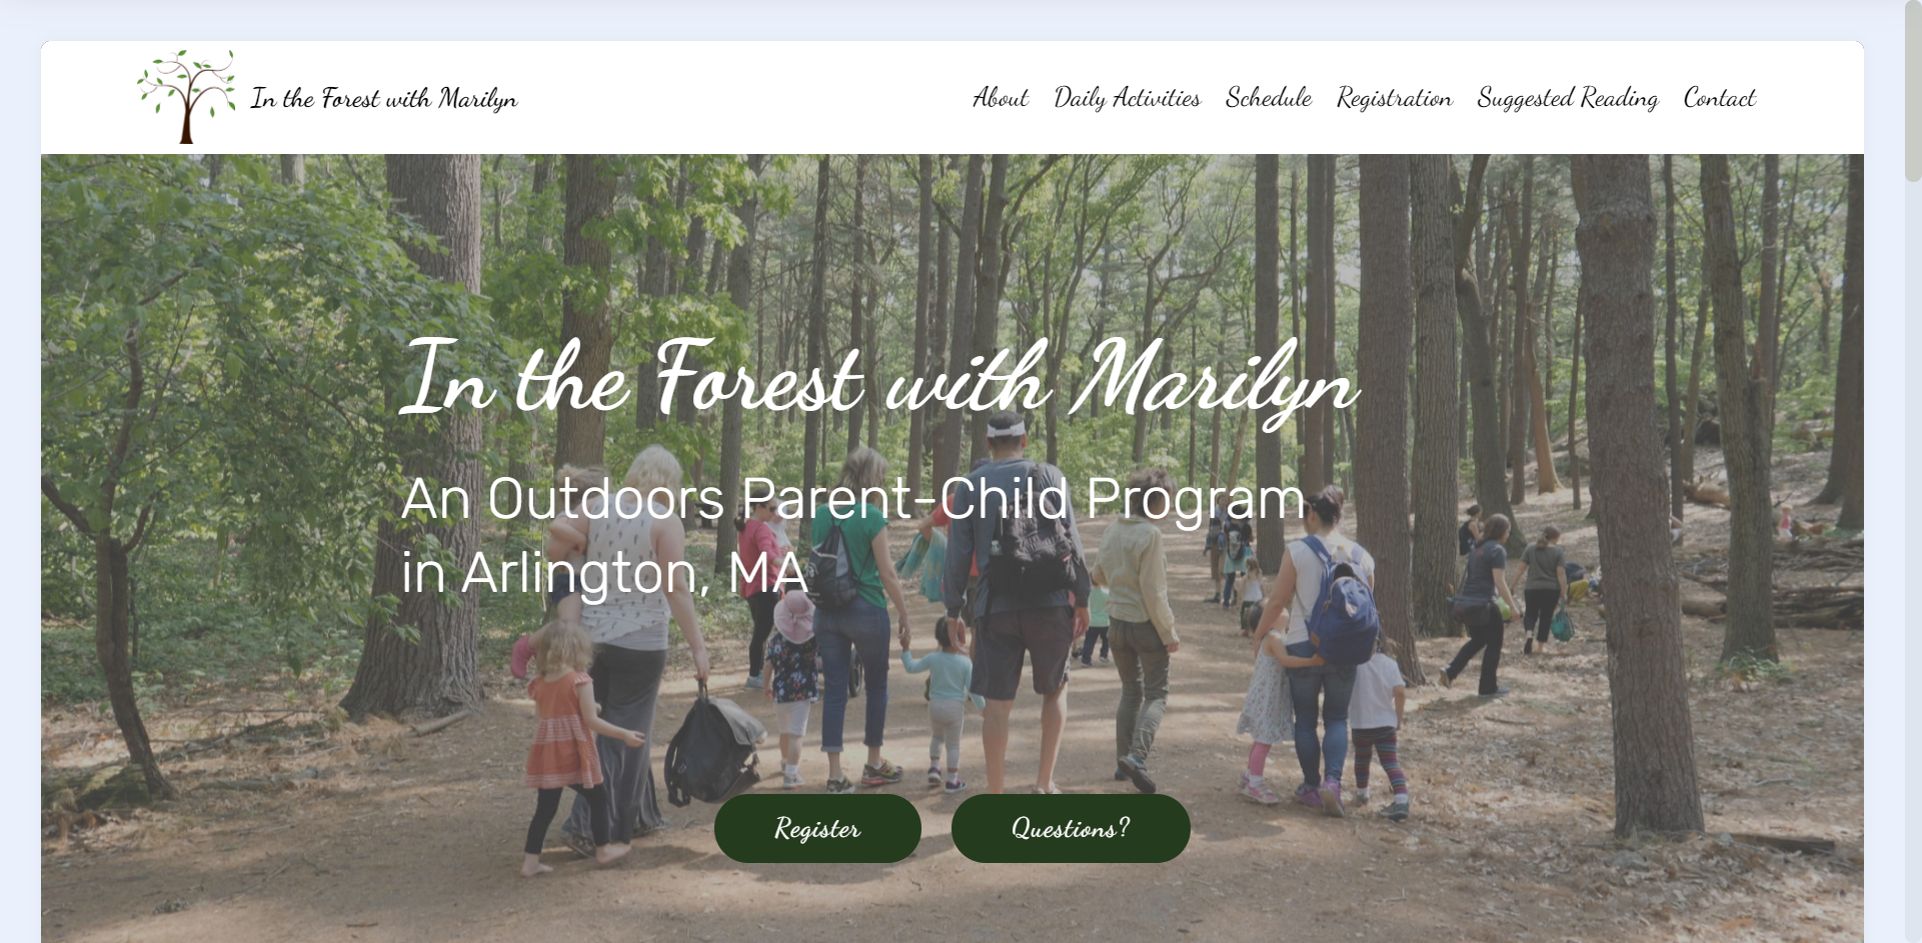 In the Forest with Marilyn
About Daily Activities Schedule Registration Suggested Reading Contact
In the Forest with Marilyn
An Outdoors Parent-Child Program
in Arlington, MA
Register Questions?